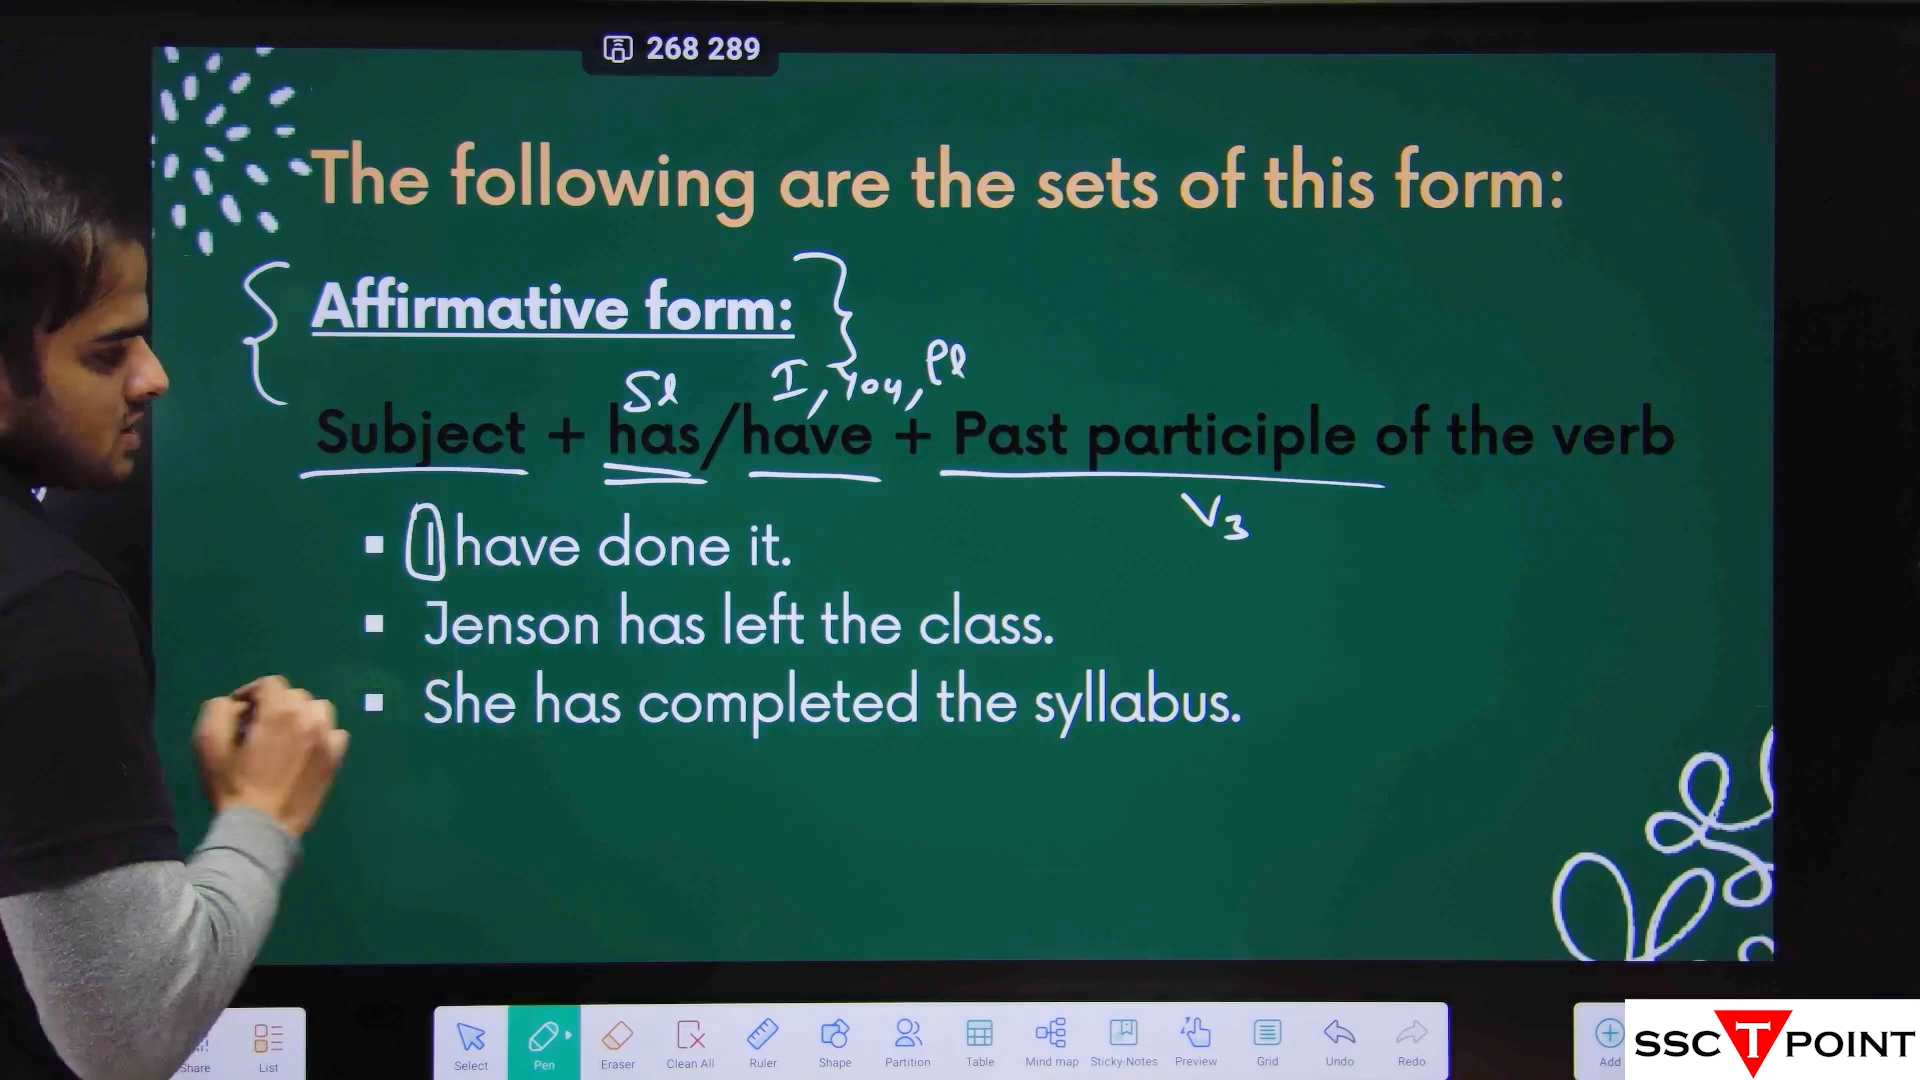 268 289
The following are the sets of this form:
Affirmative form:
Sl I, You, Pl
Subject + has/have + Past participle of the verb
V3
I have done it.
Jenson has left the class.
She has completed the syllabus.
Share List Select Pen Eraser Clean All Ruler Shape Partition Table Mind map Sticky-Notes Preview Grid Undo Redo Add
SSC T POINT